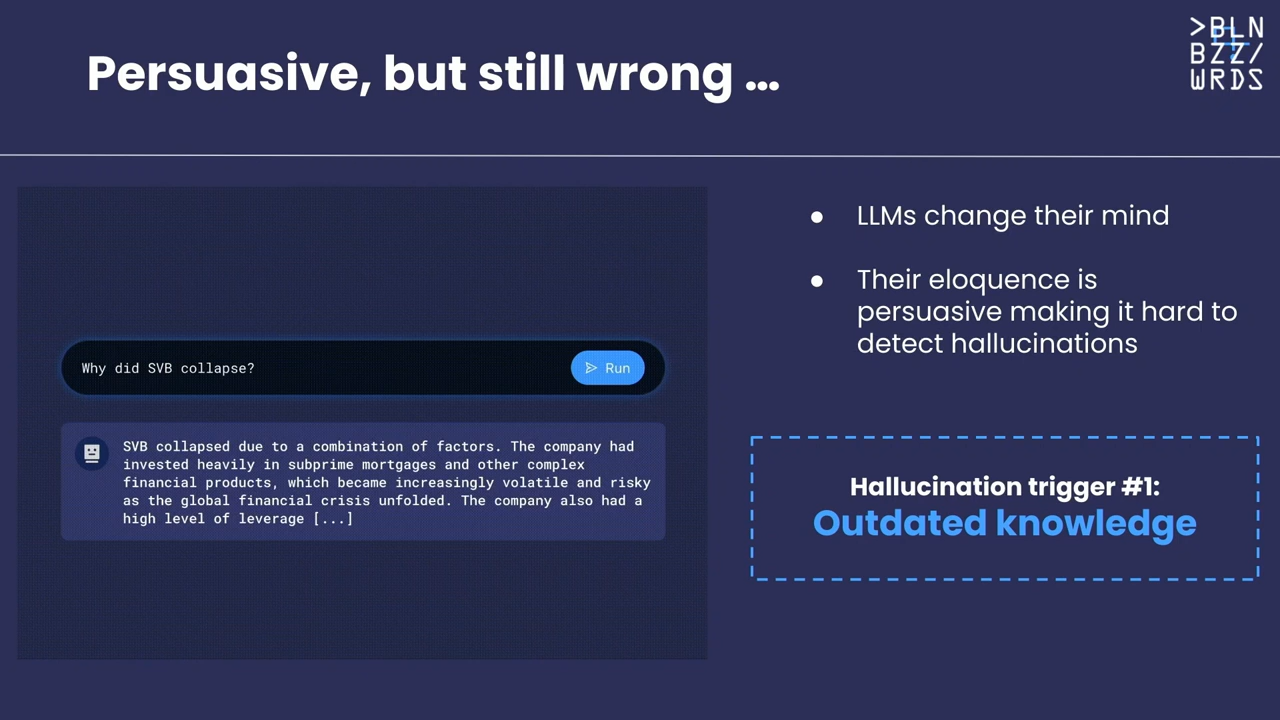 Persuasive, but still wrong ...
>BLN
BZZ/
WRDS
Why did SVB collapse?
Run
SVB collapsed due to a combination of factors. The company had
invested heavily in subprime mortgages and other complex
financial products, which became increasingly volatile and risky
as the global financial crisis unfolded. The company also had a
high level of leverage [...]
● LLMs change their mind
● Their eloquence is
persuasive making it hard to
detect hallucinations
Hallucination trigger #1:
Outdated knowledge